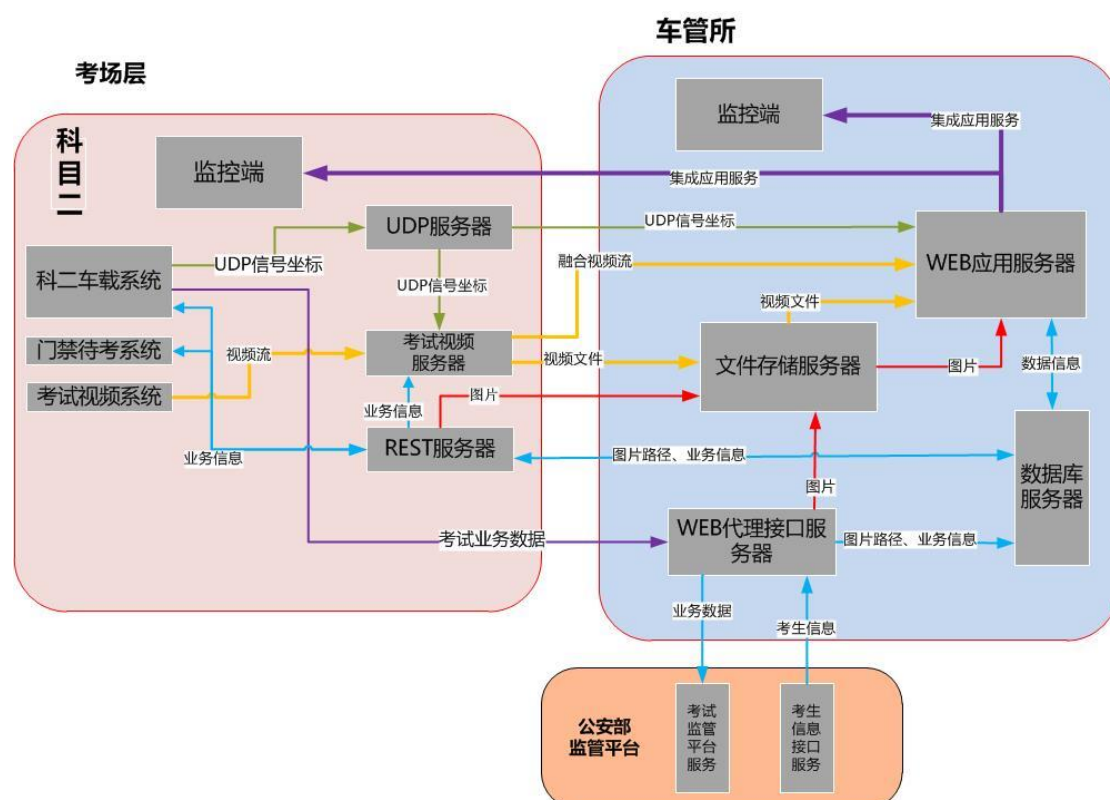 车管所
考场层
科
目
二
监控端
监控端
集成应用服务
集成应用服务
UDP服务器
UDP信号坐标
WEB应用服务器
科二车载系统
UDP信号坐标
融合视频流
UDP信号坐标
视频文件
门禁待考系统
视频流
考试视频
服务器
视频文件
文件存储服务器
图片
数据信息
考试视频系统
图片
业务信息
REST服务器
业务信息
图片路径、业务信息
数据库
服务器
图片
考试业务数据
WEB代理接口服
务器
图片路径、业务信息
业务数据
考生信息
公安部
监管平台
考试
监管
平台
服务
考生
信息
接口
服务